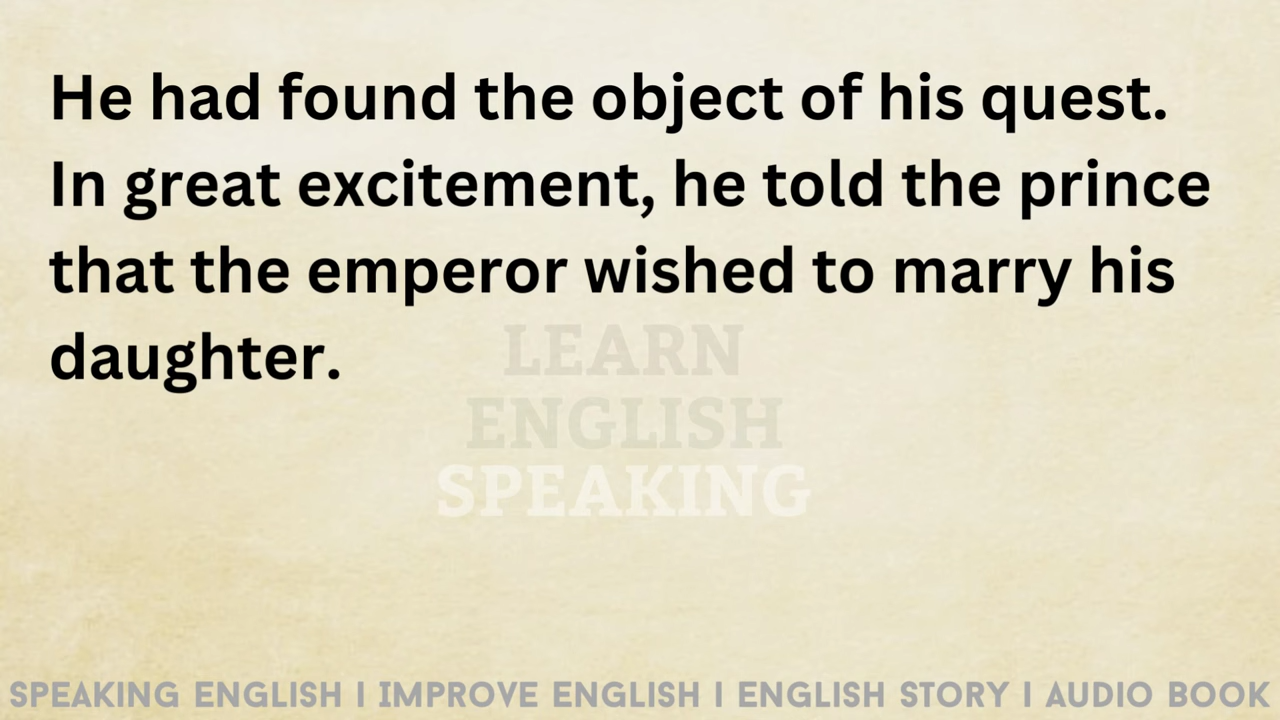 He had found the object of his quest.
In great excitement, he told the prince
that the emperor wished to marry his
daughter.
LEARN
ENGLISH
SPEAKING
SPEAKING ENGLISH I IMPROVE ENGLISH I ENGLISH STORY I AUDIO BOOK